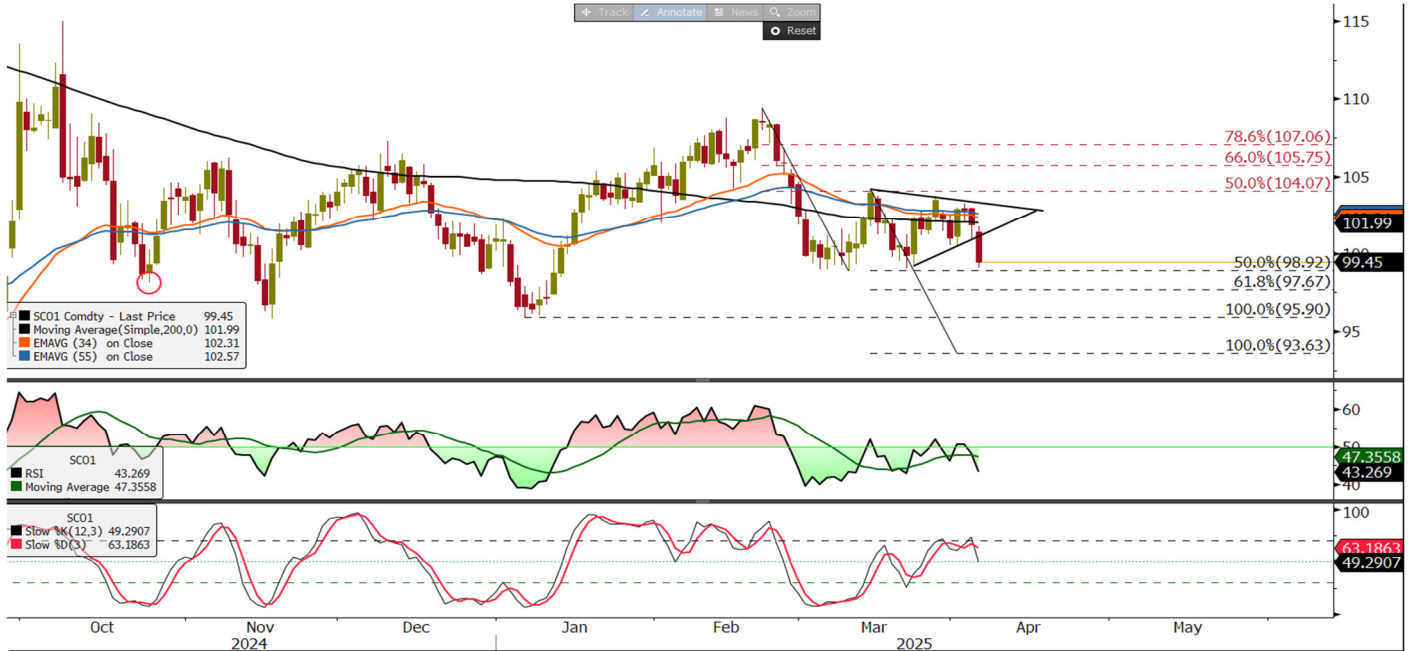 Track Annotate News Zoom
Reset
115
110
105
100
95
78.6%(107.06)
66.0%(105.75)
50.0%(104.07)
101.99
50.0%(98.92)
99.45
61.8%(97.67)
100.0%(95.90)
100.0%(93.63)
SCO1 Comdty - Last Price 99.45
Moving Average(Simple,200,0) 101.99
EMAVG (34) on Close 102.31
EMAVG (55) on Close 102.57
60
50
40
47.3558
43.269
SCO1
RSI 43.269
Moving Average 47.3558
SCO1
Slow %K(12,3) 49.2907
Slow %D(3) 63.1863
100
63.1863
49.2907
Oct Nov Dec Jan Feb Mar Apr May
2024 2025